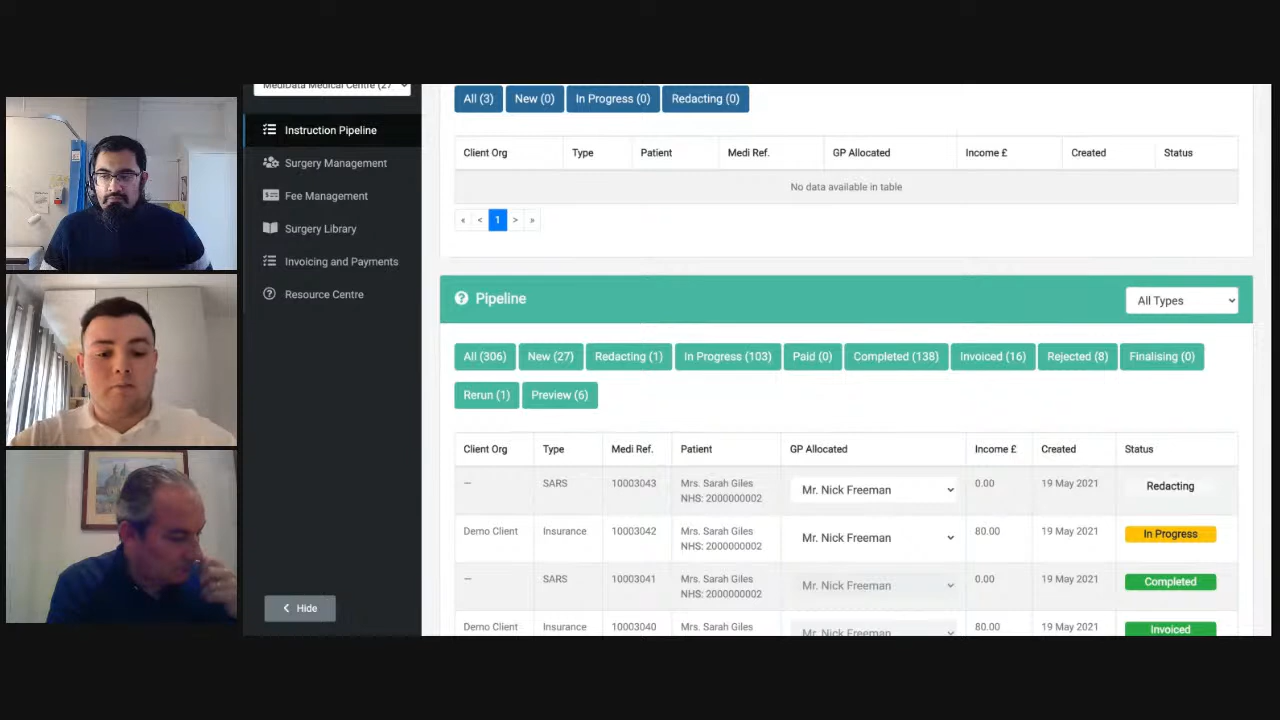 MediData Medical Centre (27
Instruction Pipeline
Surgery Management
Fee Management
Surgery Library
Invoicing and Payments
Resource Centre
Hide
All (3) New (0) In Progress (0) Redacting (0)
Client Org Type Patient Medi Ref. GP Allocated Income £ Created Status
No data available in table
« < 1 > »
Pipeline All Types
All (306) New (27) Redacting (1) In Progress (103) Paid (0) Completed (138) Invoiced (16) Rejected (8) Finalising (0)
Rerun (1) Preview (6)
Client Org Type Medi Ref. Patient GP Allocated Income £ Created Status
— SARS 10003043 Mrs. Sarah Giles Mr. Nick Freeman 0.00 19 May 2021 Redacting
NHS: 2000000002
Demo Client Insurance 10003042 Mrs. Sarah Giles Mr. Nick Freeman 80.00 19 May 2021 In Progress
NHS: 2000000002
— SARS 10003041 Mrs. Sarah Giles Mr. Nick Freeman 0.00 19 May 2021 Completed
NHS: 2000000002
Demo Client Insurance 10003040 Mrs. Sarah Giles Mr. Nick Freeman 80.00 19 May 2021 Invoiced